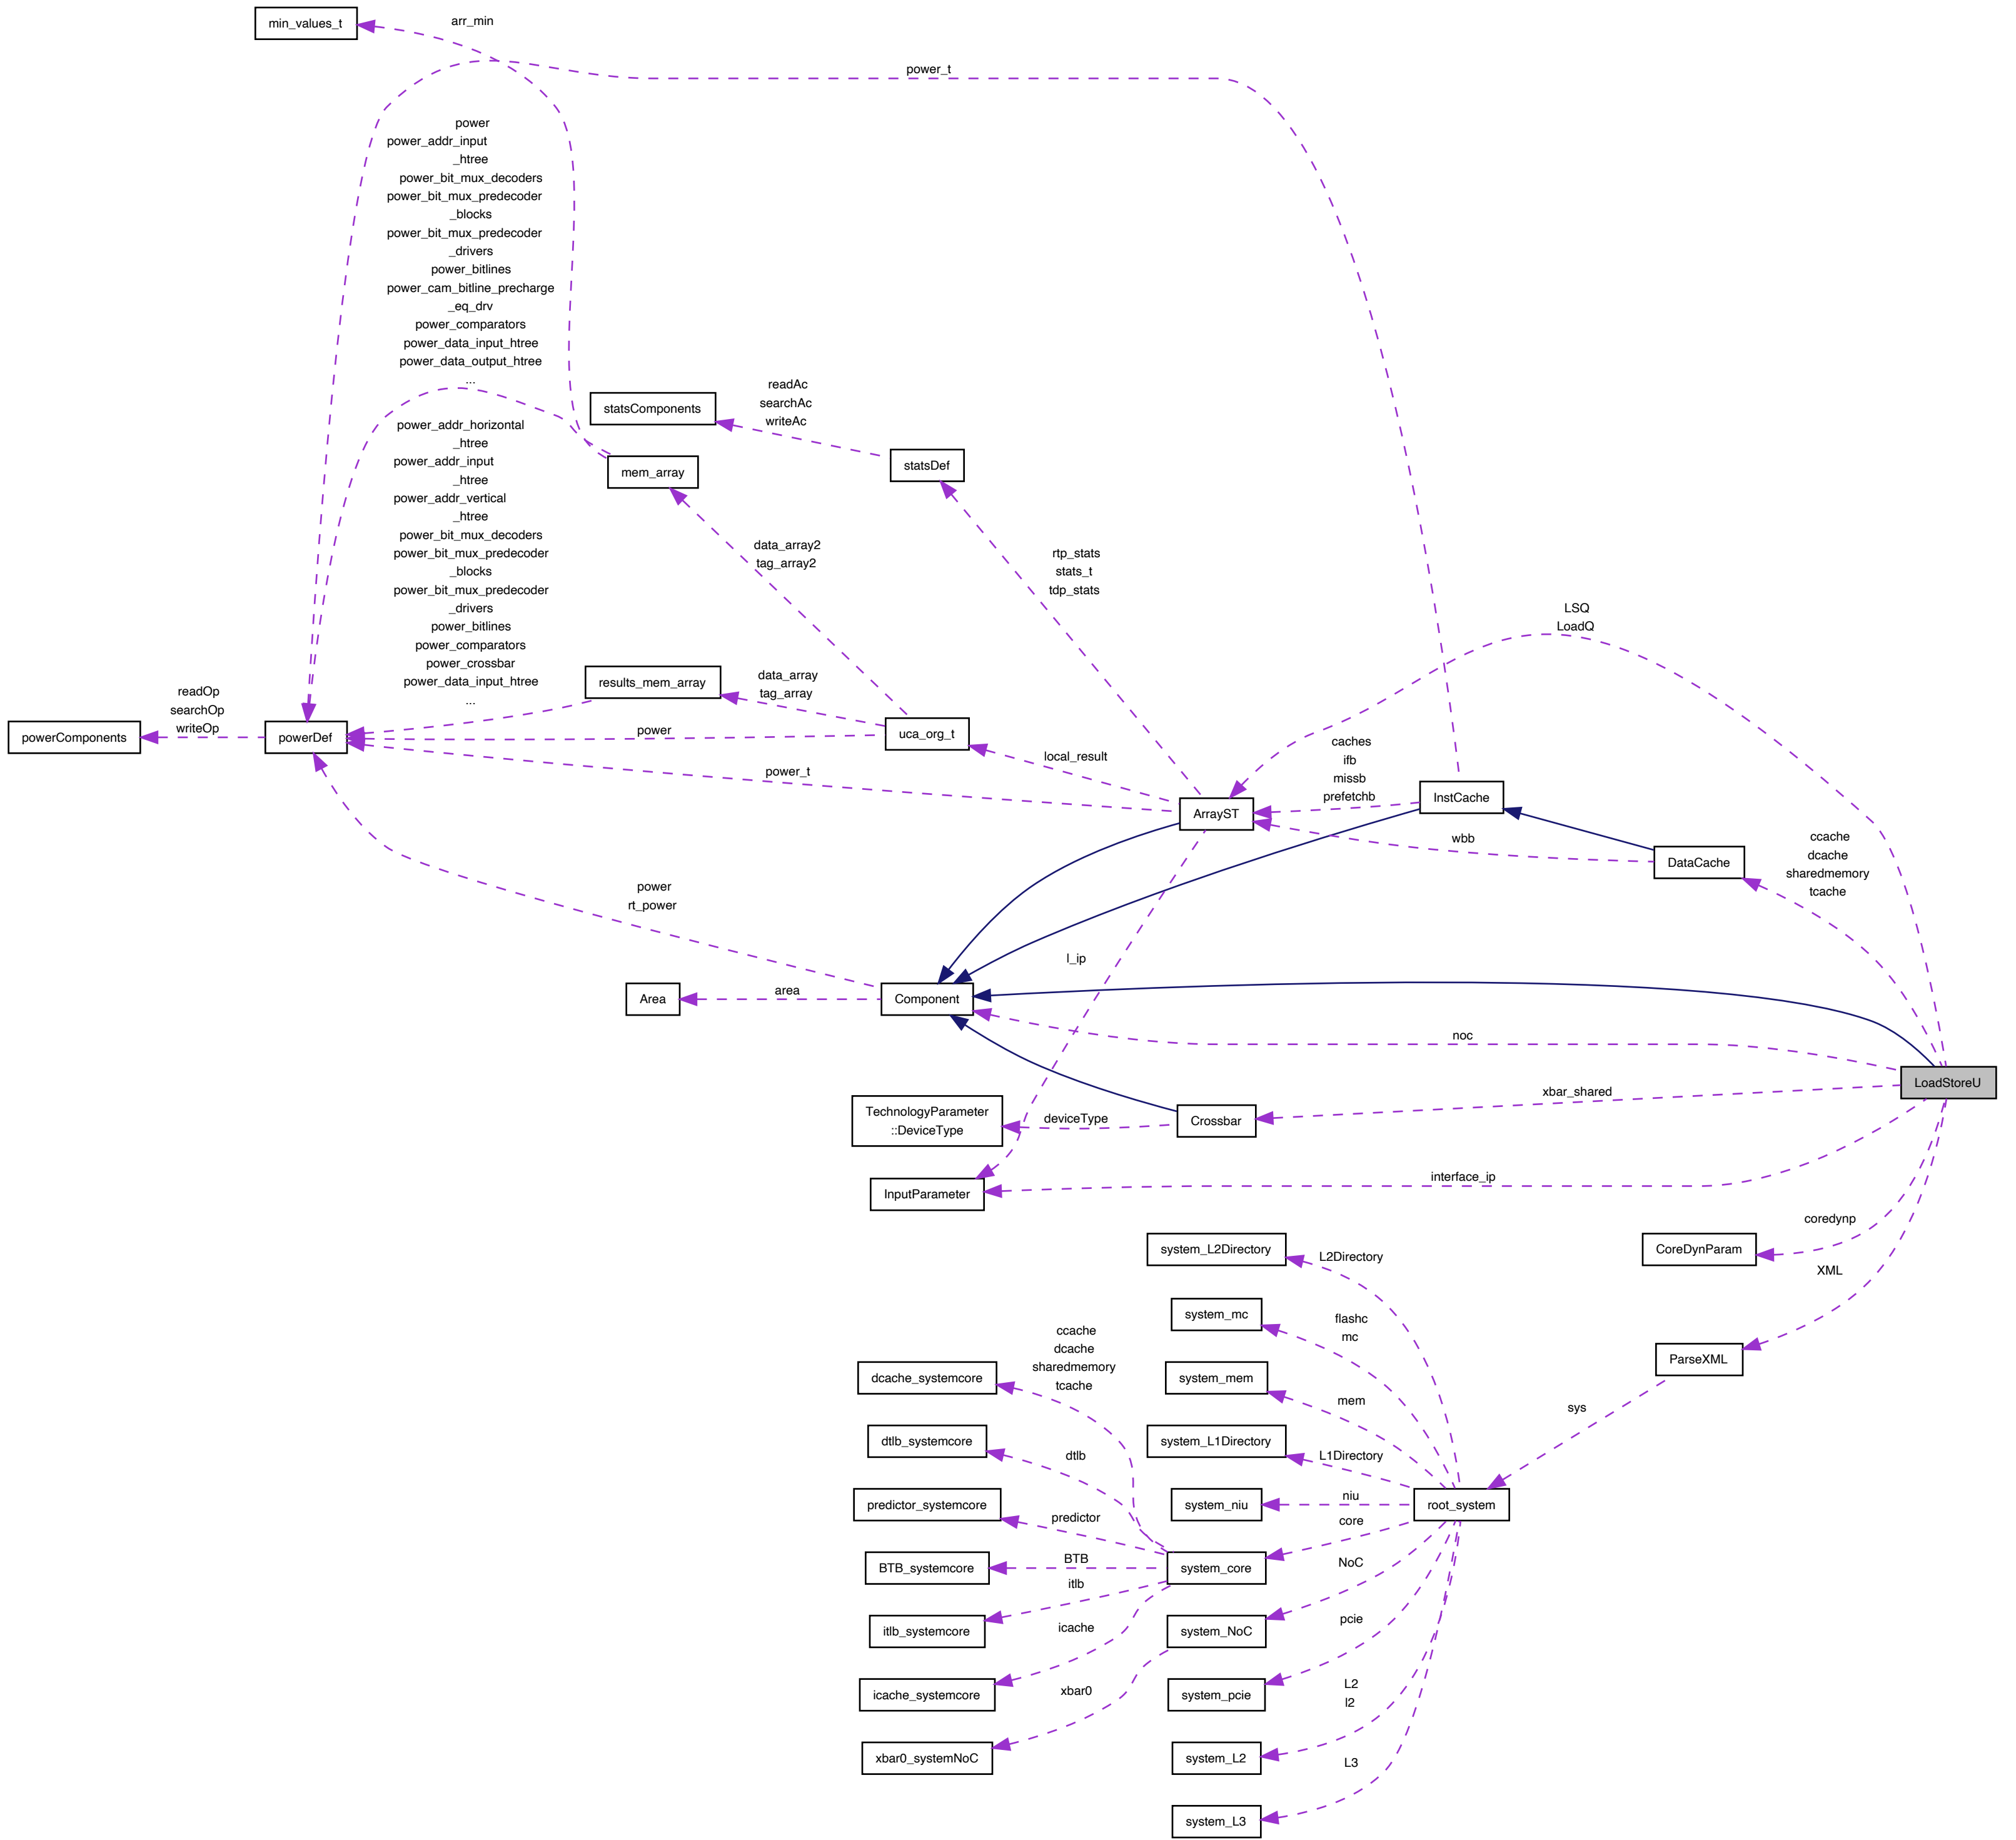 min_values_t
arr_min
power_t
power
power_addr_input
_htree
power_bit_mux_decoders
power_bit_mux_predecoder
_blocks
power_bit_mux_predecoder
_drivers
power_bitlines
power_cam_bitline_precharge
_eq_drv
power_comparators
power_data_input_htree
power_data_output_htree
...
statsComponents
readAc
searchAc
writeAc
statsDef
mem_array
power_addr_horizontal
_htree
power_addr_input
_htree
power_addr_vertical
_htree
power_bit_mux_decoders
power_bit_mux_predecoder
_blocks
power_bit_mux_predecoder
_drivers
power_bitlines
power_comparators
power_crossbar
power_data_input_htree
...
data_array2
tag_array2
rtp_stats
stats_t
tdp_stats
LSQ
LoadQ
results_mem_array
data_array
tag_array
powerComponents
readOp
searchOp
writeOp
powerDef
power
uca_org_t
local_result
power_t
caches
ifb
missb
prefetchb
InstCache
ArrayST
wbb
DataCache
ccache
dcache
sharedmemory
tcache
power
rt_power
l_ip
Area
area
Component
noc
LoadStoreU
TechnologyParameter
::DeviceType
deviceType
Crossbar
xbar_shared
InputParameter
interface_ip
coredynp
CoreDynParam
XML
ParseXML
system_L2Directory
L2Directory
system_mc
flashc
mc
ccache
dcache
sharedmemory
tcache
dcache_systemcore
system_mem
mem
sys
dtlb_systemcore
dtlb
system_L1Directory
L1Directory
predictor_systemcore
predictor
system_niu
niu
root_system
core
BTB_systemcore
BTB
system_core
NoC
itlb
itlb_systemcore
icache
system_NoC
pcie
icache_systemcore
xbar0
system_pcie
L2
l2
xbar0_systemNoC
system_L2
L3
system_L3